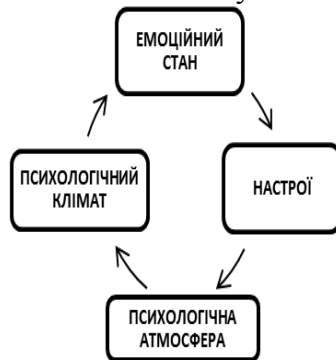 ЕМОЦІЙНИЙ
СТАН
НАСТРОЇ
ПСИХОЛОГІЧНА
АТМОСФЕРА
ПСИХОЛОГІЧНИЙ
КЛІМАТ